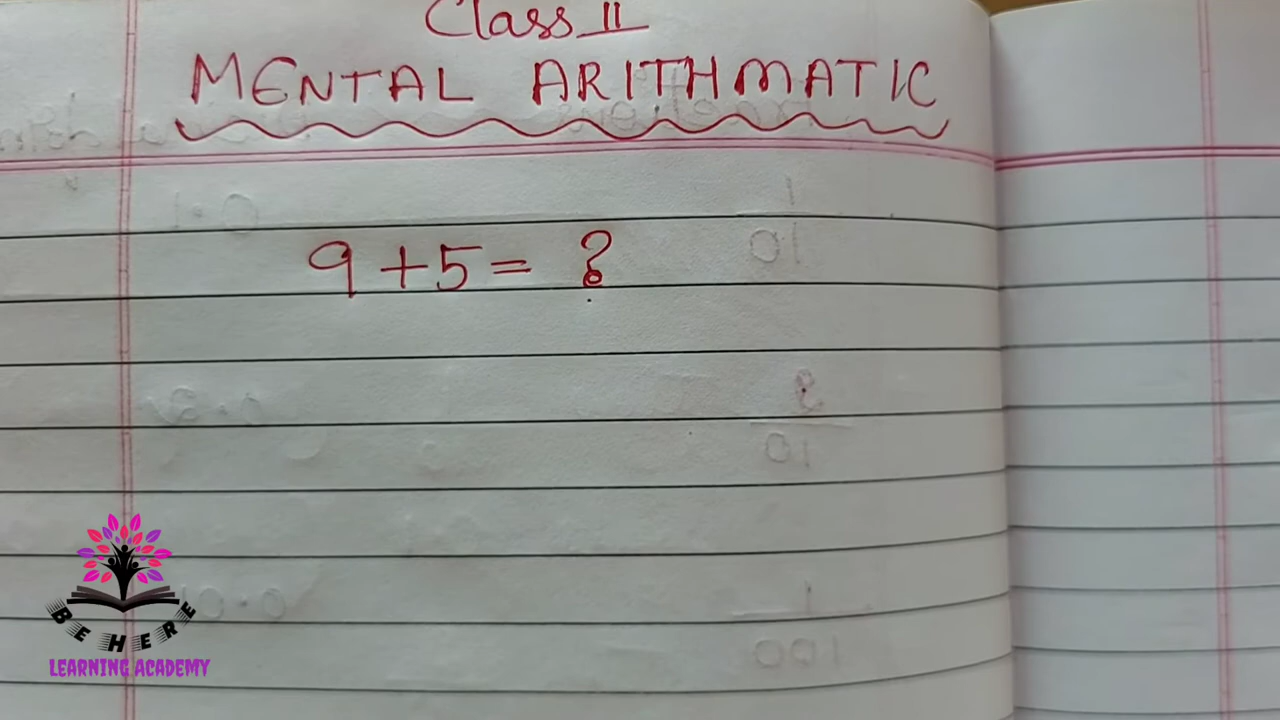 Class II
MENTAL ARITHMATIC
9 + 5 = ?
BE HERE
LEARNING ACADEMY